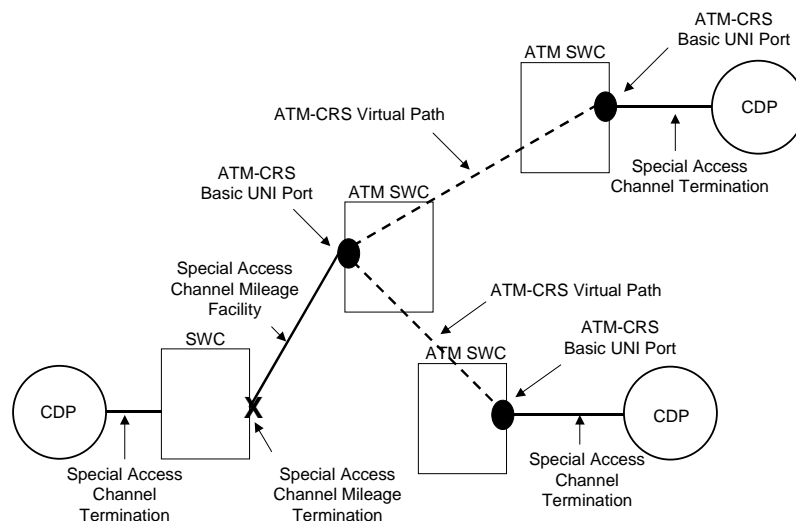 ATM-CRS
Basic UNI Port
ATM SWC
CDP
ATM-CRS Virtual Path
Special Access
Channel Termination
ATM-CRS
Basic UNI Port
ATM SWC
Special Access
Channel Mileage
Facility
ATM-CRS Virtual Path
SWC
ATM-CRS
Basic UNI Port
ATM SWC
CDP
X
CDP
Special Access
Channel
Termination
Special Access
Channel Mileage
Termination
Special Access
Channel
Termination